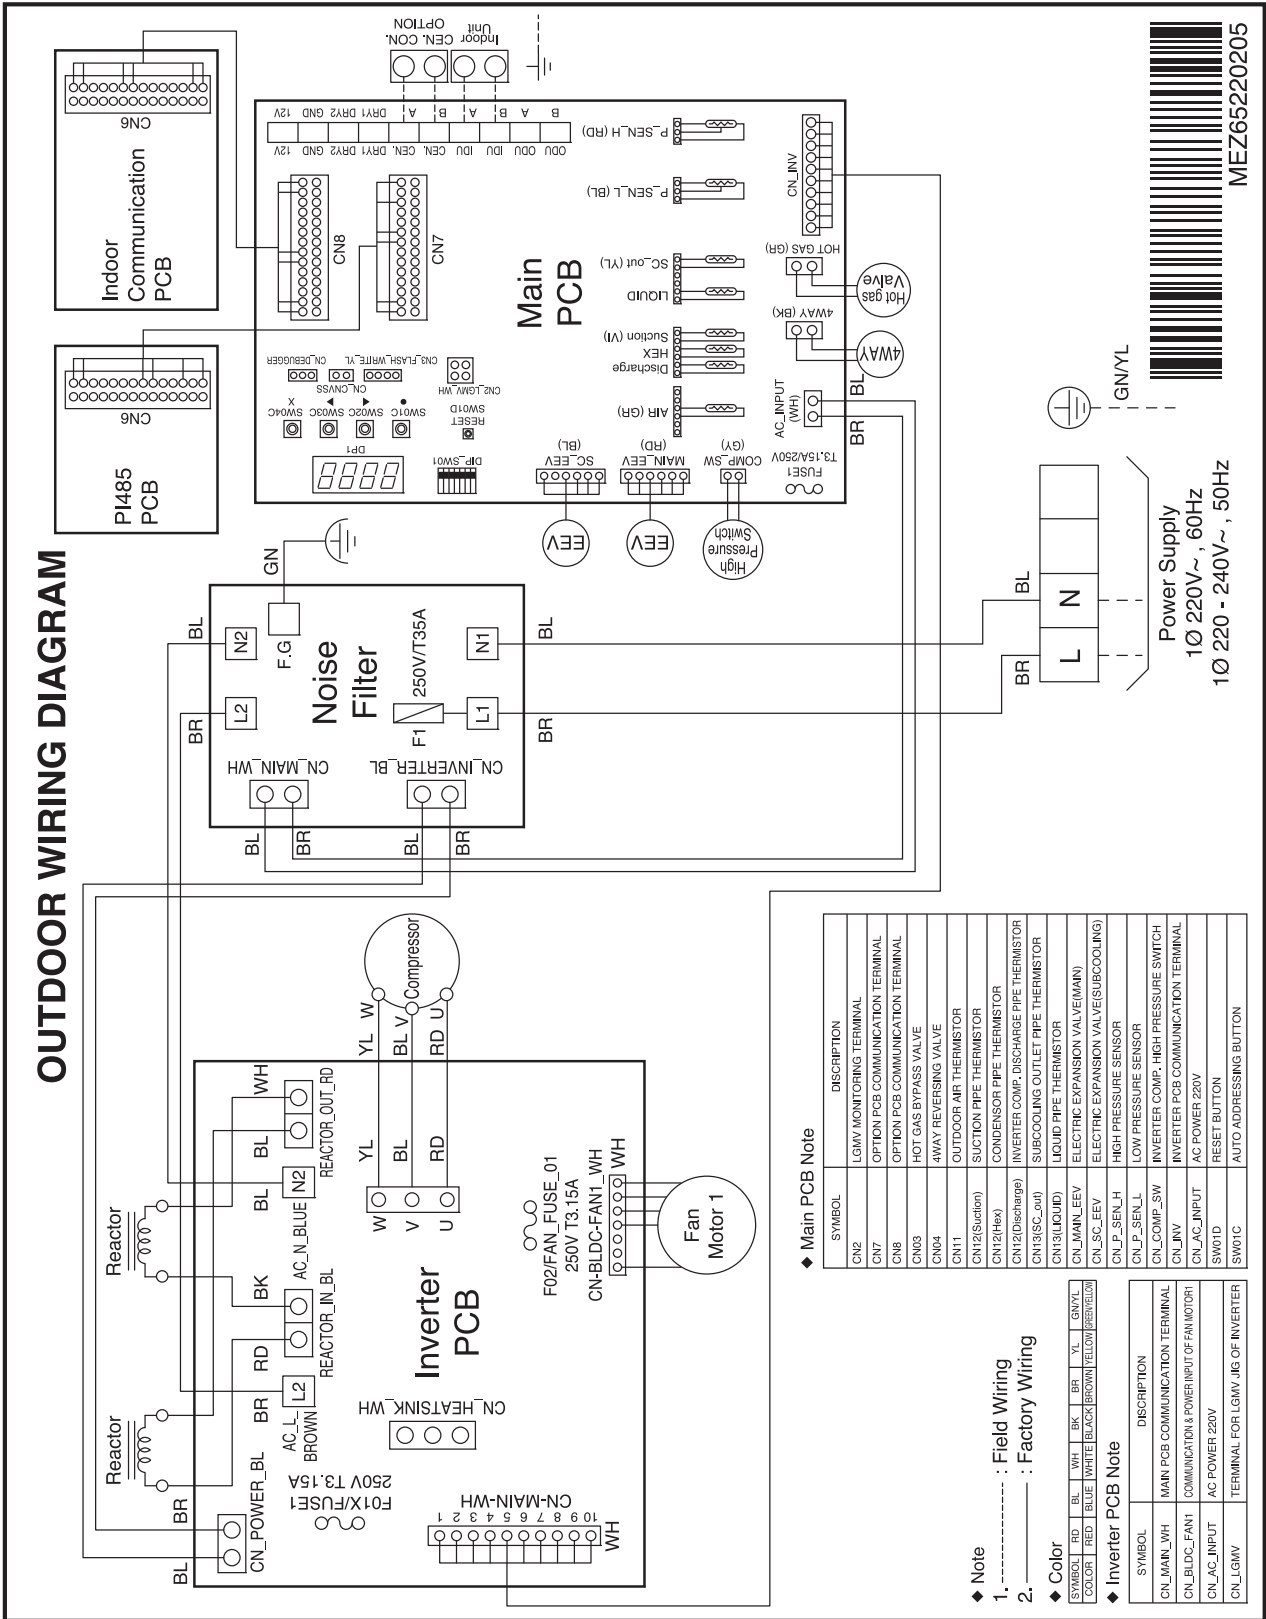 OUTDOOR WIRING DIAGRAM
Indoor
Communication
PCB
CN6
PI485
PCB
CN6
CEN. CON.
OPTION
Indoor
Unit
12V GND DRY2 DRY1 A B A B A B
12V GND DRY2 DRY1 CEN. CEN. IDU IDU ODU ODU
CN8
CN7
Main
PCB
P_SEN_H (RD)
P_SEN_L (BL)
SC_out (YL)
LIQUID
Suction (VI)
HEX
Discharge
AIR (GR)
CN_INV
HOT GAS (GR)
Hot gas
Valve
4WAY (BK)
4WAY
AC_INPUT
(WH)
BL
BR
CN_DEBUGGER
CN_CNVSS
CN3_FLASH_WRITE_YL
CN2_LGMV_WH
X
SW04C SW03C SW02C SW01C
SW01D
RESET
DP1
DIP_SW01
SC_EEV
(BL)
MAIN_EEV
(RD)
COMP_SW
(GY)
FUSE1
T3.15A/250V
EEV
EEV
High
Pressure
Switch
GN
F.G
BL
N2
BR
L2
Noise
Filter
250V/T35A
F1
N1
BL
L1
BR
CN_MAIN_WH
CN_INVERTER_BL
BL
BR
BL
BR
GN/YL
BL
BR
N
L
Power Supply
1Ø 220V~ , 60Hz
1Ø 220 - 240V~ , 50Hz
MEZ65220205
Compressor
W
V
U
YL
BL
RD
YL
BL
RD
W
V
U
Reactor
Reactor
WH
BL
REACTOR_OUT_RD
BL
N2
AC_N_BLUE
BK
RD
REACTOR_IN_BL
BR
L2
AC_L_
BROWN
BR
BL
CN_POWER_BL
Inverter
PCB
CN_HEATSINK_WH
F01X/FUSE1
250V T3.15A
CN-MAIN-WH
1 2 3 4 5 6 7 8 9 10
WH
F02/FAN_FUSE_01
250V T3.15A
CN-BLDC-FAN1_WH
WH
Fan
Motor 1
◆ Note
1. ------------ : Field Wiring
2. ———— : Factory Wiring
◆ Color
SYMBOL RD BL WH BK BR YL GN/YL
COLOR RED BLUE WHITE BLACK BROWN YELLOW GREEN/YELLOW
◆ Inverter PCB Note
SYMBOL DISCRIPTION
CN_MAIN_WH MAIN PCB COMMUNICATION TERMINAL
CN_BLDC_FAN1 COMMUNICATION & POWER INPUT OF FAN MOTOR1
CN_AC_INPUT AC POWER 220V
CN_LGMV TERMINAL FOR LGMV JIG OF INVERTER
◆ Main PCB Note
SYMBOL DISCRIPTION
CN2 LGMV MONITORING TERMINAL
CN7 OPTION PCB COMMUNICATION TERMINAL
CN8 OPTION PCB COMMUNICATION TERMINAL
CN03 HOT GAS BYPASS VALVE
CN04 4WAY REVERSING VALVE
CN11 OUTDOOR AIR THERMISTOR
CN12(Suction) SUCTION PIPE THERMISTOR
CN12(Hex) CONDENSOR PIPE THERMISTOR
CN12(Discharge) INVERTER COMP. DISCHARGE PIPE THERMISTOR
CN13(SC_out) SUBCOOLING OUTLET PIPE THERMISTOR
CN13(LIQUID) LIQUID PIPE THERMISTOR
CN_MAIN_EEV ELECTRIC EXPANSION VALVE(MAIN)
CN_SC_EEV ELECTRIC EXPANSION VALVE(SUBCOOLING)
CN_P_SEN_H HIGH PRESSURE SENSOR
CN_P_SEN_L LOW PRESSURE SENSOR
CN_COMP_SW INVERTER COMP. HIGH PRESSURE SWITCH
CN_INV INVERTER PCB COMMUNICATION TERMINAL
CN_AC_INPUT AC POWER 220V
SW01D RESET BUTTON
SW01C AUTO ADDRESSING BUTTON